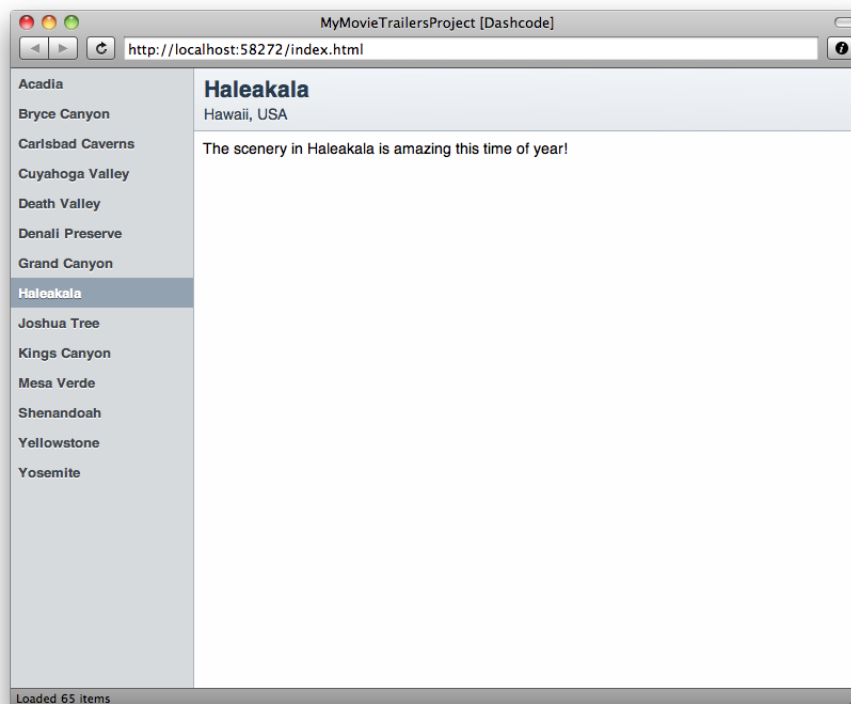 MyMovieTrailersProject [Dashcode]
http://localhost:58272/index.html
Acadia
Bryce Canyon
Carlsbad Caverns
Cuyahoga Valley
Death Valley
Denali Preserve
Grand Canyon
Haleakala
Joshua Tree
Kings Canyon
Mesa Verde
Shenandoah
Yellowstone
Yosemite
Haleakala
Hawaii, USA
The scenery in Haleakala is amazing this time of year!
Loaded 65 items